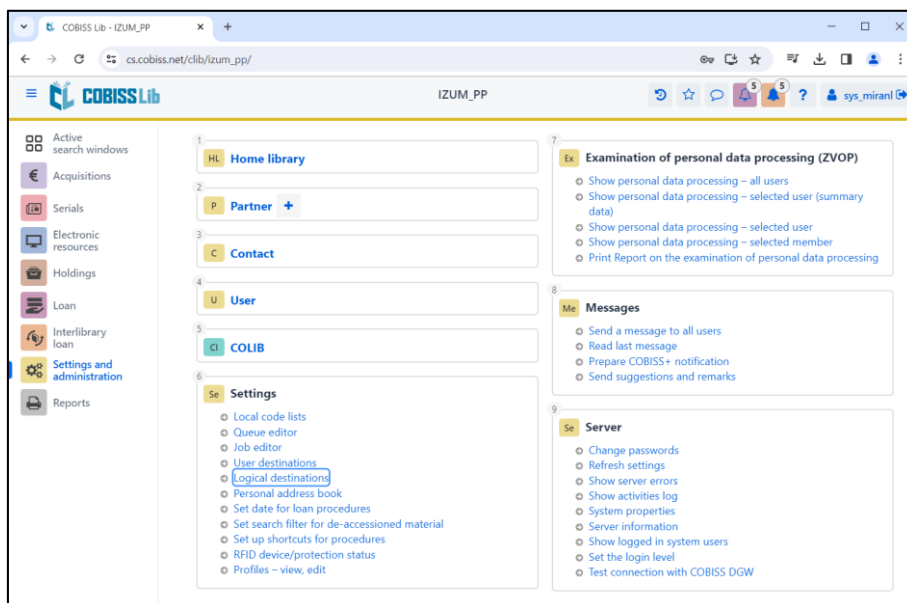 COBISS Lib - IZUM_PP
cs.cobiss.net/clib/izum_pp/
COBISS Lib
IZUM_PP
5
5
?
sys_miranl
Active
search windows
Acquisitions
Serials
Electronic
resources
Holdings
Loan
Interlibrary
loan
Settings and
administration
Reports
1
HL Home library
2
P Partner +
3
C Contact
4
U User
5
CI COLIB
6
Se Settings
Local code lists
Queue editor
Job editor
User destinations
Logical destinations
Personal address book
Set date for loan procedures
Set search filter for de-accessioned material
Set up shortcuts for procedures
RFID device/protection status
Profiles – view, edit
7
Ex Examination of personal data processing (ZVOP)
Show personal data processing – all users
Show personal data processing – selected user (summary
data)
Show personal data processing – selected user
Show personal data processing – selected member
Print Report on the examination of personal data processing
8
Me Messages
Send a message to all users
Read last message
Prepare COBISS+ notification
Send suggestions and remarks
9
Se Server
Change passwords
Refresh settings
Show server errors
Show activities log
System properties
Server information
Show logged in system users
Set the login level
Test connection with COBISS DGW